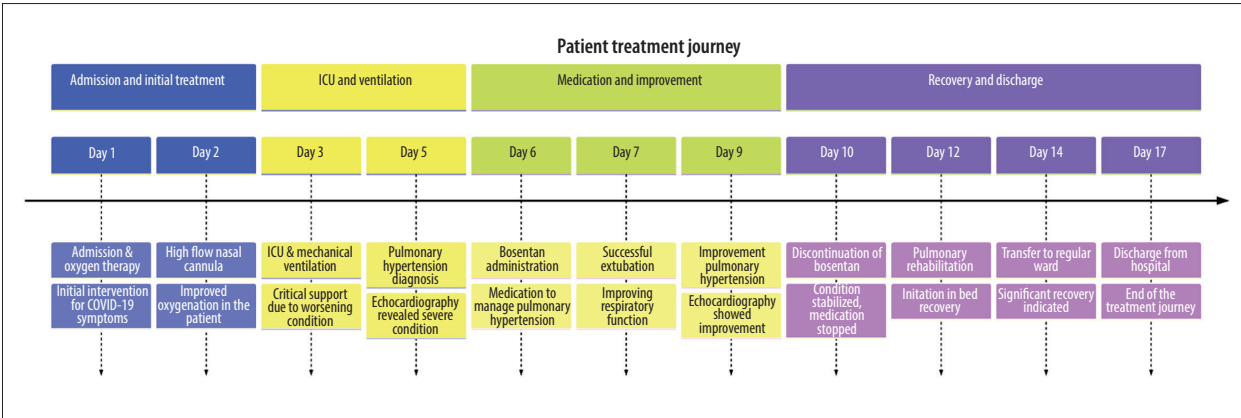 Patient treatment journey
Admission and initial treatment
ICU and ventilation
Medication and improvement
Recovery and discharge
Day 1
Day 2
Day 3
Day 5
Day 6
Day 7
Day 9
Day 10
Day 12
Day 14
Day 17
Admission &
oxygen therapy
Initial intervention
for COVID-19
symptoms
High flow nasal
cannula
Improved
oxygenation in the
patient
ICU & mechanical
ventilation
Critical support
due to worsening
condition
Pulmonary
hypertension
diagnosis
Echocardiography
revealed severe
condition
Bosentan
administration
Medication to
manage pulmonary
hypertension
Successful
extubation
Improving
respiratory
function
Improvement
pulmonary
hypertension
Echocardiography
showed
improvement
Discontinuation of
bosentan
Condition
stabilized,
medication
stopped
Pulmonary
rehabilitation
Initation in bed
recovery
Transfer to regular
ward
Significant recovery
indicated
Discharge from
hospital
End of the
treatment journey